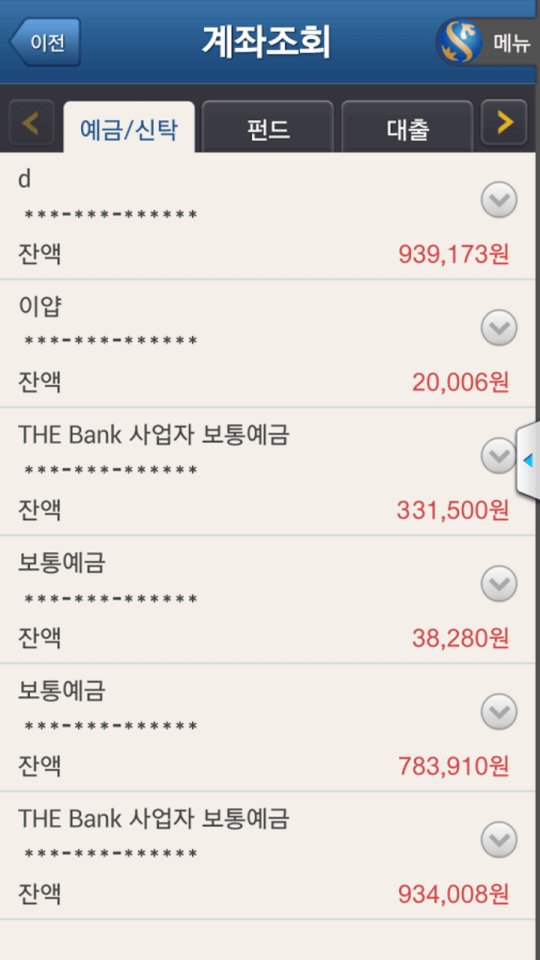 이전
계좌조회
메뉴
예금/신탁
펀드
대출
d
***-***-******
잔액
939,173원
이얍
***-***-******
잔액
20,006원
THE Bank 사업자 보통예금
***-***-******
잔액
331,500원
보통예금
***-***-******
잔액
38,280원
보통예금
***-***-******
잔액
783,910원
THE Bank 사업자 보통예금
***-***-******
잔액
934,008원